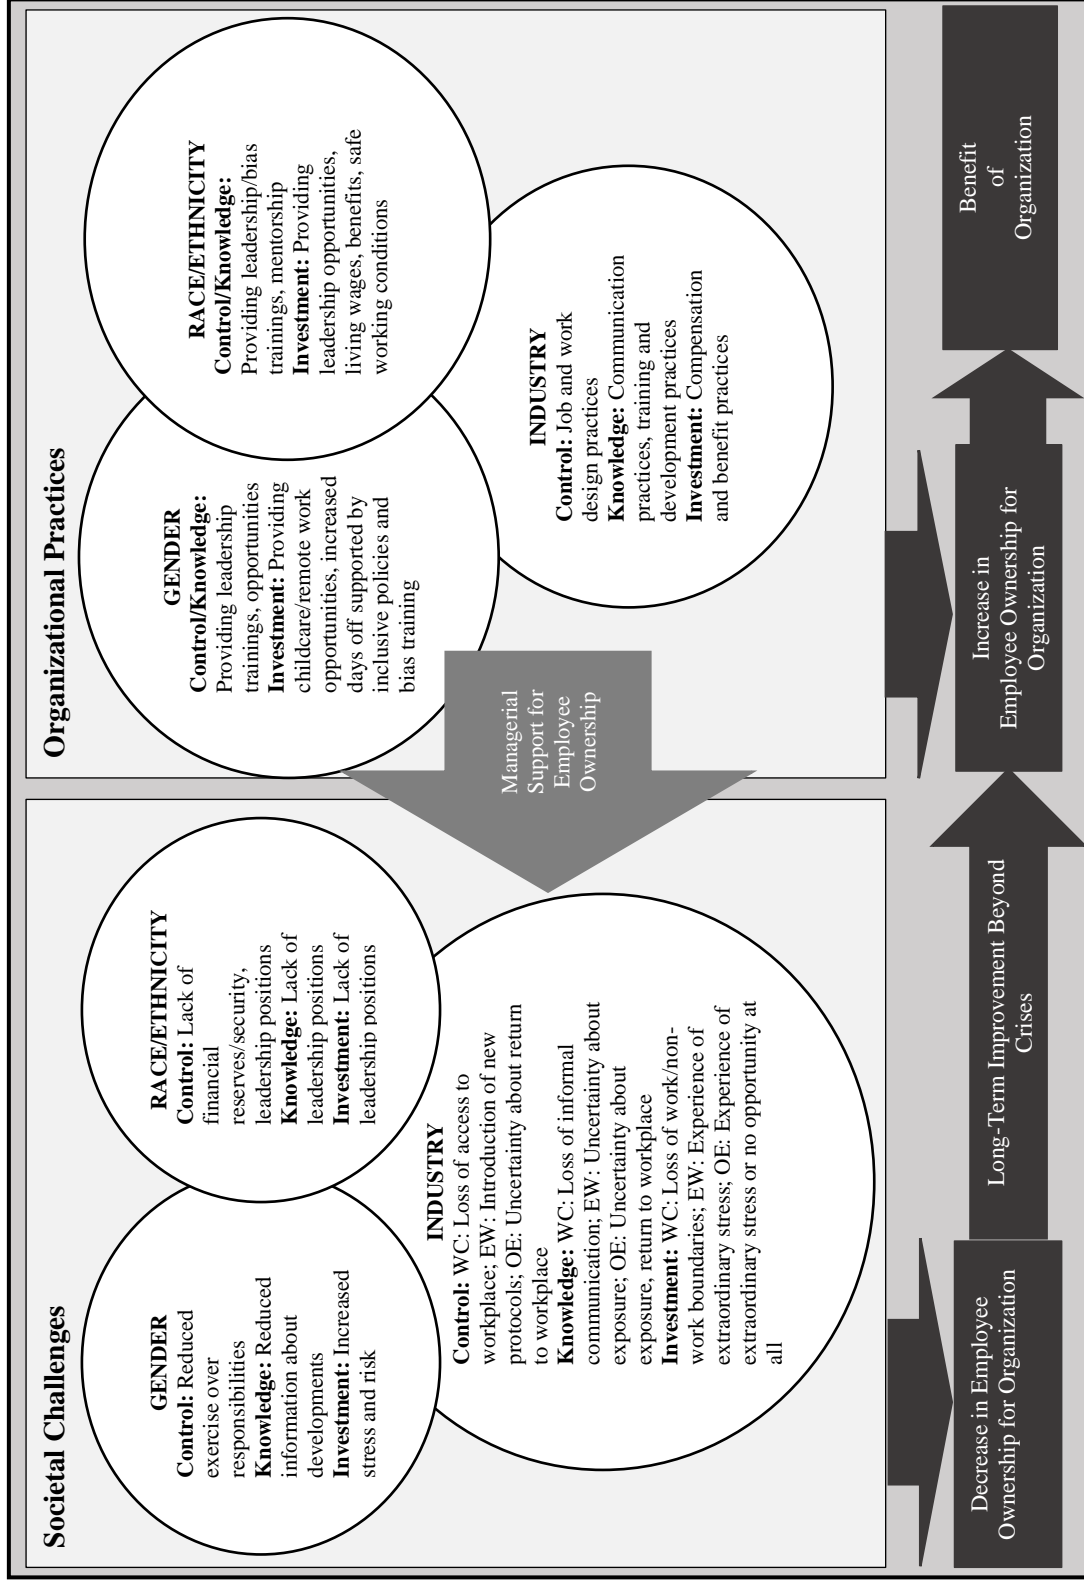 Societal Challenges
GENDER
Control: Reduced
exercise over
responsibilities
Knowledge: Reduced
information about
developments
Investment: Increased
stress and risk
RACE/ETHNICITY
Control: Lack of
financial
reserves/security,
leadership positions
Knowledge: Lack of
leadership positions
Investment: Lack of
leadership positions
INDUSTRY
Control: WC: Loss of access to
workplace; EW: Introduction of new
protocols; OE: Uncertainty about return
to workplace
Knowledge: WC: Loss of informal
communication; EW: Uncertainty about
exposure; OE: Uncertainty about
exposure, return to workplace
Investment: WC: Loss of work/non-
work boundaries; EW: Experience of
extraordinary stress; OE: Experience of
extraordinary stress or no opportunity at
all
Managerial
Support for
Employee
Ownership
Organizational Practices
GENDER
Control/Knowledge:
Providing leadership
trainings, opportunities
Investment: Providing
childcare/remote work
opportunities, increased
days off supported by
inclusive policies and
bias training
RACE/ETHNICITY
Control/Knowledge:
Providing leadership/bias
trainings, mentorship
Investment: Providing
leadership opportunities,
living wages, benefits, safe
working conditions
INDUSTRY
Control: Job and work
design practices
Knowledge: Communication
practices, training and
development practices
Investment: Compensation
and benefit practices
Decrease in Employee
Ownership for Organization
Long-Term Improvement Beyond
Crises
Increase in
Employee Ownership for
Organization
Benefit
of
Organization